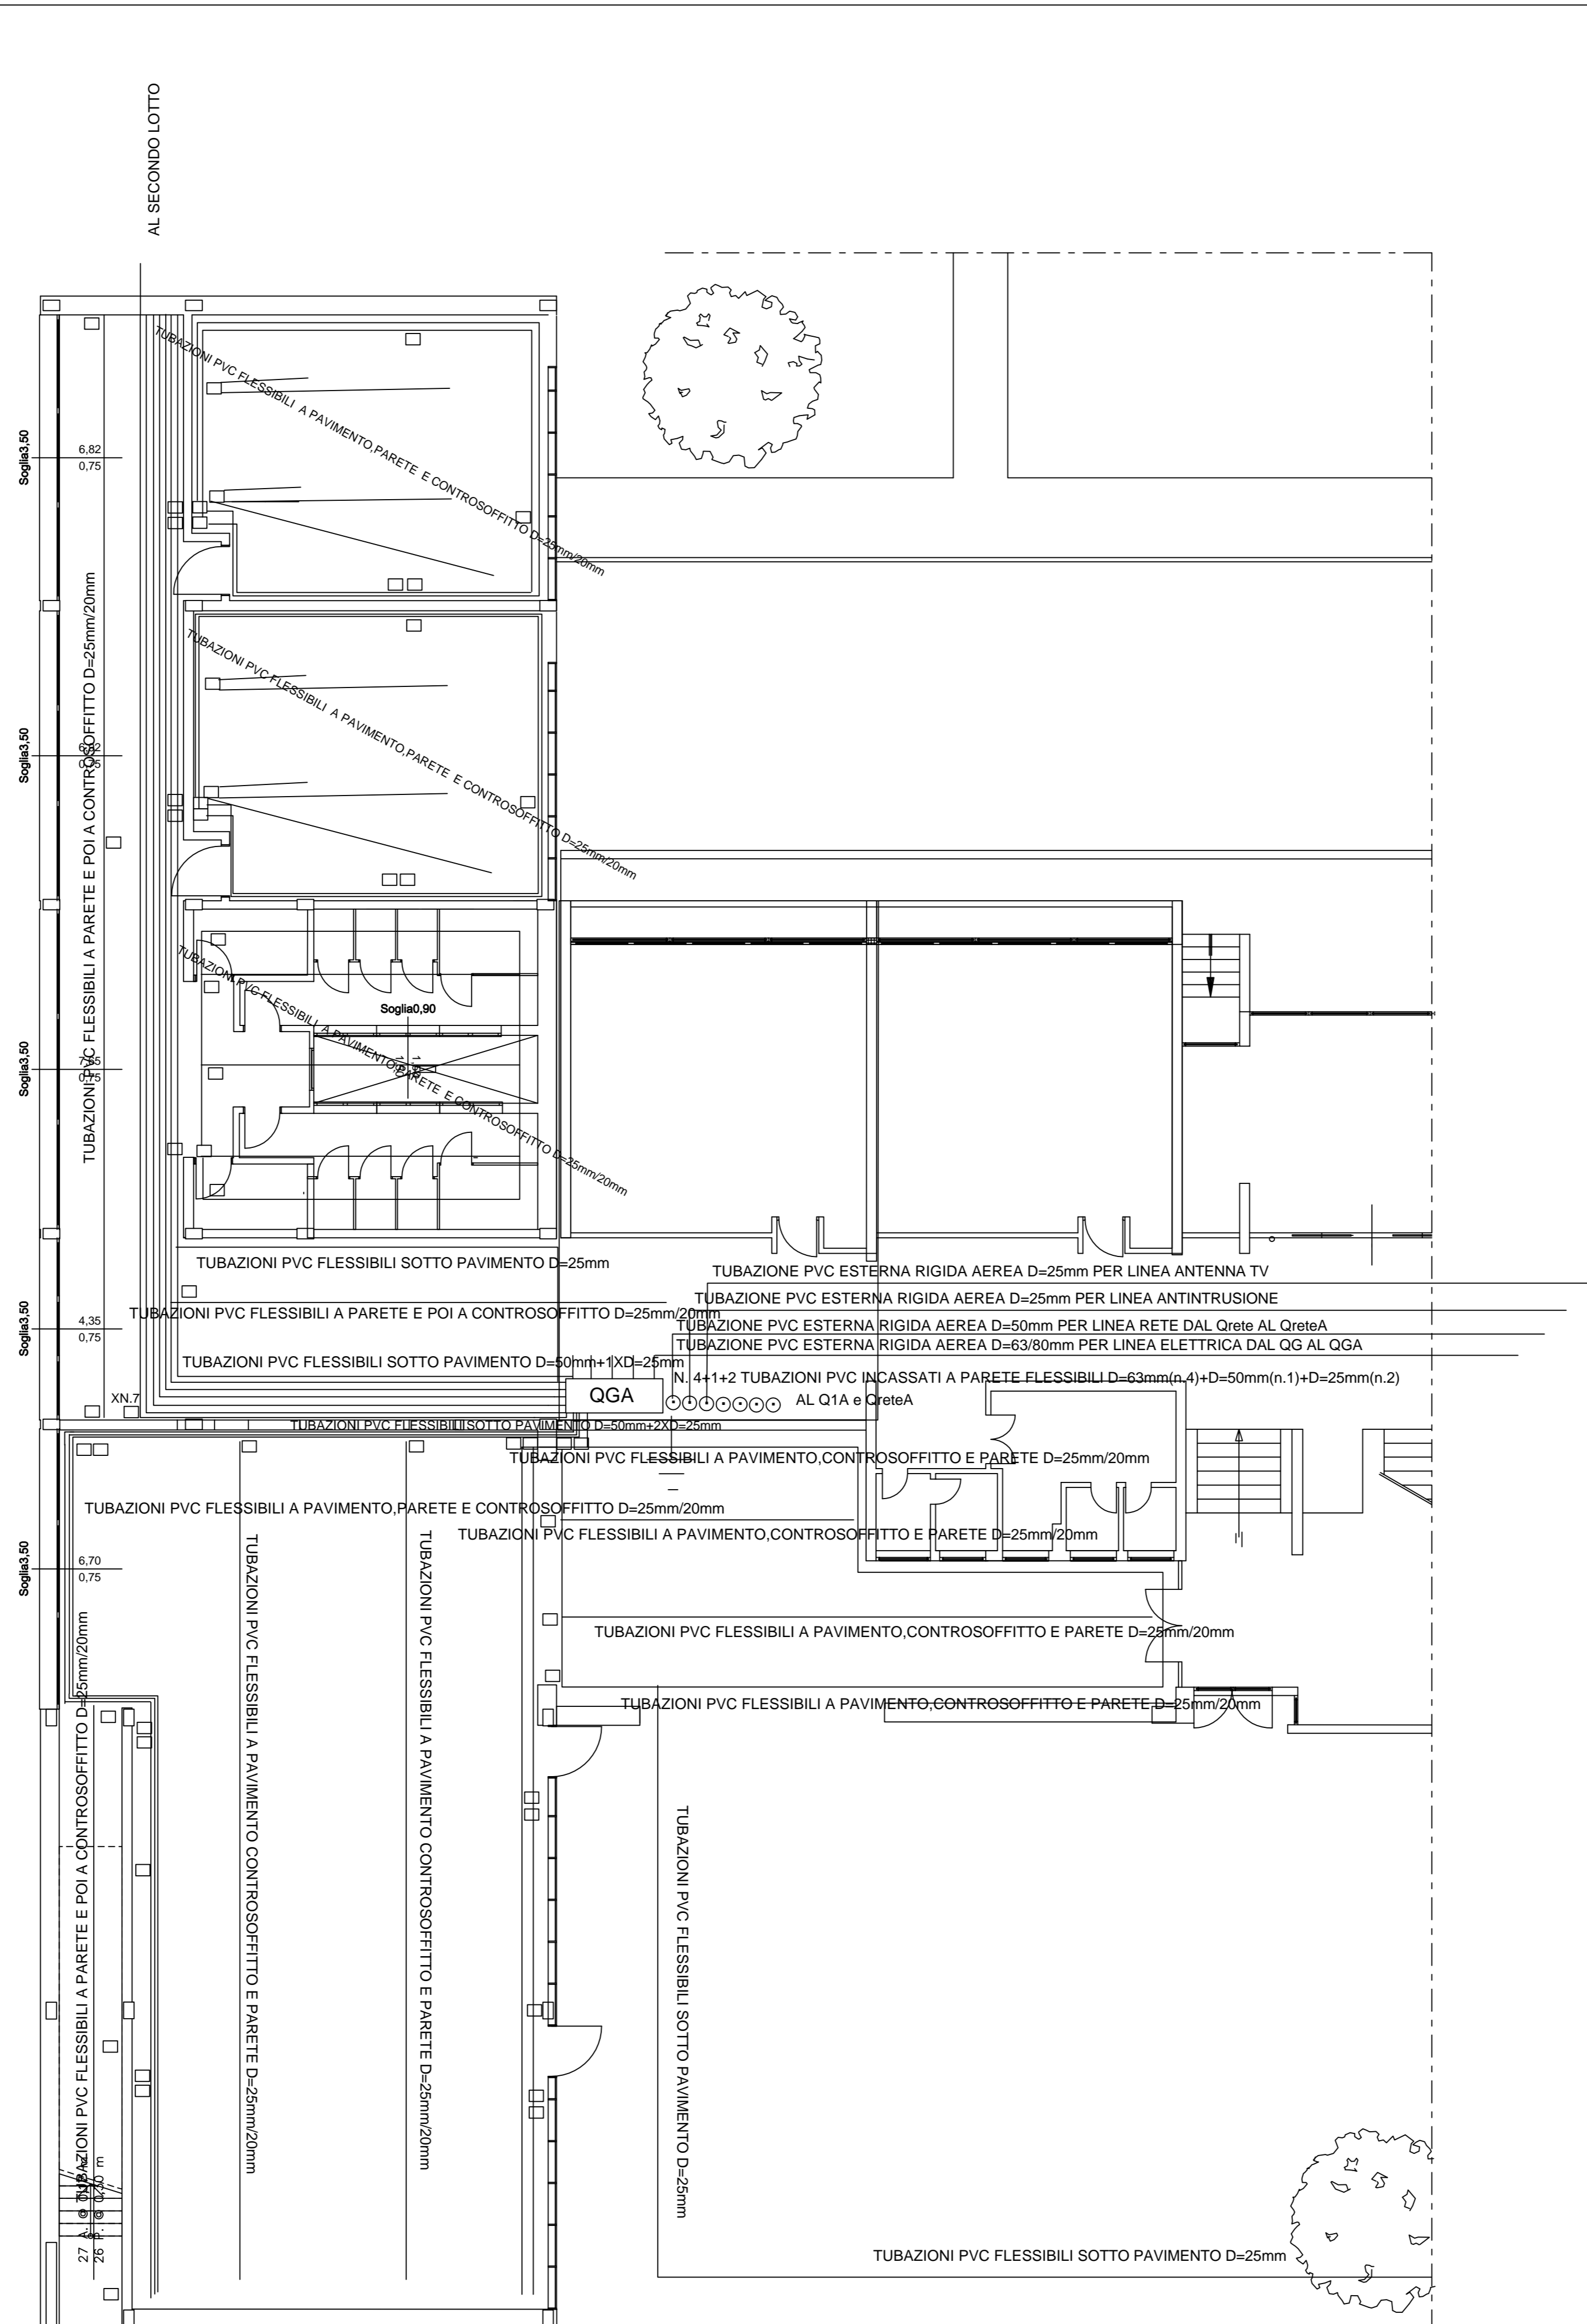 AL SECONDO LOTTO
TUBAZIONI PVC FLESSIBILI A PAVIMENTO,PARETE E CONTROSOFFITTO D=25mm/20mm
Soglia3,50
6,82
0,75
TUBAZIONI PVC FLESSIBILI A PARETE E POI A CONTROSOFFITTO D=25mm/20mm
TUBAZIONI PVC FLESSIBILI A PAVIMENTO,PARETE E CONTROSOFFITTO D=25mm/20mm
Soglia3,50
6,82
0,75
TUBAZIONI PVC FLESSIBILI A PAVIMENTO,PARETE E CONTROSOFFITTO D=25mm/20mm
Soglia0,90
Soglia3,50
7,55
0,75
TUBAZIONI PVC FLESSIBILI SOTTO PAVIMENTO D=25mm
TUBAZIONE PVC ESTERNA RIGIDA AEREA D=25mm PER LINEA ANTENNA TV
TUBAZIONE PVC ESTERNA RIGIDA AEREA D=25mm PER LINEA ANTINTRUSIONE
TUBAZIONI PVC FLESSIBILI A PARETE E POI A CONTROSOFFITTO D=25mm/20mm
Soglia3,50
4,35
0,75
TUBAZIONE PVC ESTERNA RIGIDA AEREA D=50mm PER LINEA RETE DAL Qrete AL QreteA
TUBAZIONE PVC ESTERNA RIGIDA AEREA D=63/80mm PER LINEA ELETTRICA DAL QG AL QGA
TUBAZIONI PVC FLESSIBILI SOTTO PAVIMENTO D=50mm+1XD=25mm
N. 4+1+2 TUBAZIONI PVC INCASSATI A PARETE FLESSIBILI D=63mm(n.4)+D=50mm(n.1)+D=25mm(n.2)
XN.7
QGA
AL Q1A e QreteA
TUBAZIONI PVC FLESSIBILI SOTTO PAVIMENTO D=50mm+2XD=25mm
TUBAZIONI PVC FLESSIBILI A PAVIMENTO,CONTROSOFFITTO E PARETE D=25mm/20mm
TUBAZIONI PVC FLESSIBILI A PAVIMENTO,PARETE E CONTROSOFFITTO D=25mm/20mm
TUBAZIONI PVC FLESSIBILI A PAVIMENTO,CONTROSOFFITTO E PARETE D=25mm/20mm
Soglia3,50
6,70
0,75
TUBAZIONI PVC FLESSIBILI A PAVIMENTO CONTROSOFFITTO E PARETE D=25mm/20mm
TUBAZIONI PVC FLESSIBILI A PAVIMENTO CONTROSOFFITTO E PARETE D=25mm/20mm
TUBAZIONI PVC FLESSIBILI A PAVIMENTO,CONTROSOFFITTO E PARETE D=25mm/20mm
TUBAZIONI PVC FLESSIBILI A PAVIMENTO,CONTROSOFFITTO E PARETE D=25mm/20mm
TUBAZIONI PVC FLESSIBILI A PARETE E POI A CONTROSOFFITTO D=25mm/20mm
TUBAZIONI PVC FLESSIBILI SOTTO PAVIMENTO D=25mm
27 A. @
26 P. @ 0,30 m
TUBAZIONI PVC FLESSIBILI SOTTO PAVIMENTO D=25mm